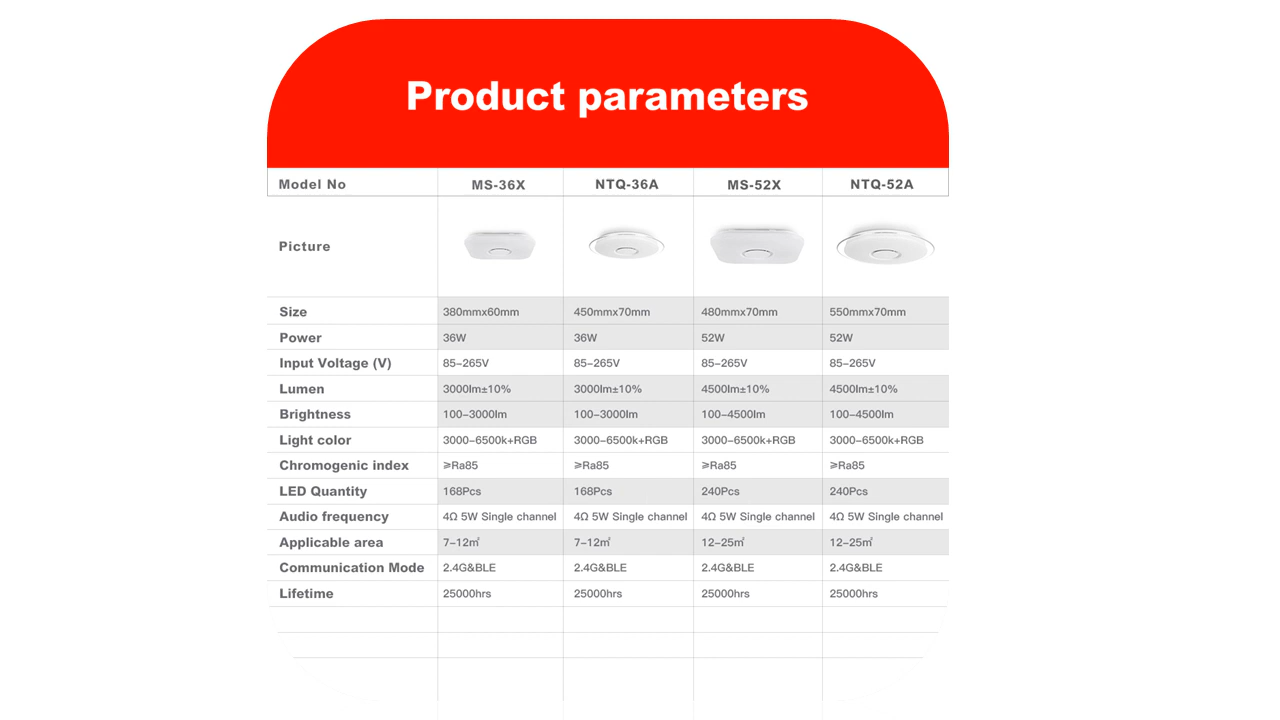 Product parameters
Model No MS-36X NTQ-36A MS-52X NTQ-52A
Picture
Size 380mmx60mm 450mmx70mm 480mmx70mm 550mmx70mm
Power 36W 36W 52W 52W
Input Voltage (V) 85–265V 85–265V 85–265V 85–265V
Lumen 3000lm±10% 3000lm±10% 4500lm±10% 4500lm±10%
Brightness 100–3000lm 100–3000lm 100–4500lm 100–4500lm
Light color 3000–6500k+RGB 3000–6500k+RGB 3000–6500k+RGB 3000–6500k+RGB
Chromogenic index ⩾Ra85 ⩾Ra85 ⩾Ra85 ⩾Ra85
LED Quantity 168Pcs 168Pcs 240Pcs 240Pcs
Audio frequency 4Ω 5W Single channel 4Ω 5W Single channel 4Ω 5W Single channel 4Ω 5W Single channel
Applicable area 7–12㎡ 7–12㎡ 12–25㎡ 12–25㎡
Communication Mode 2.4G&BLE 2.4G&BLE 2.4G&BLE 2.4G&BLE
Lifetime 25000hrs 25000hrs 25000hrs 25000hrs